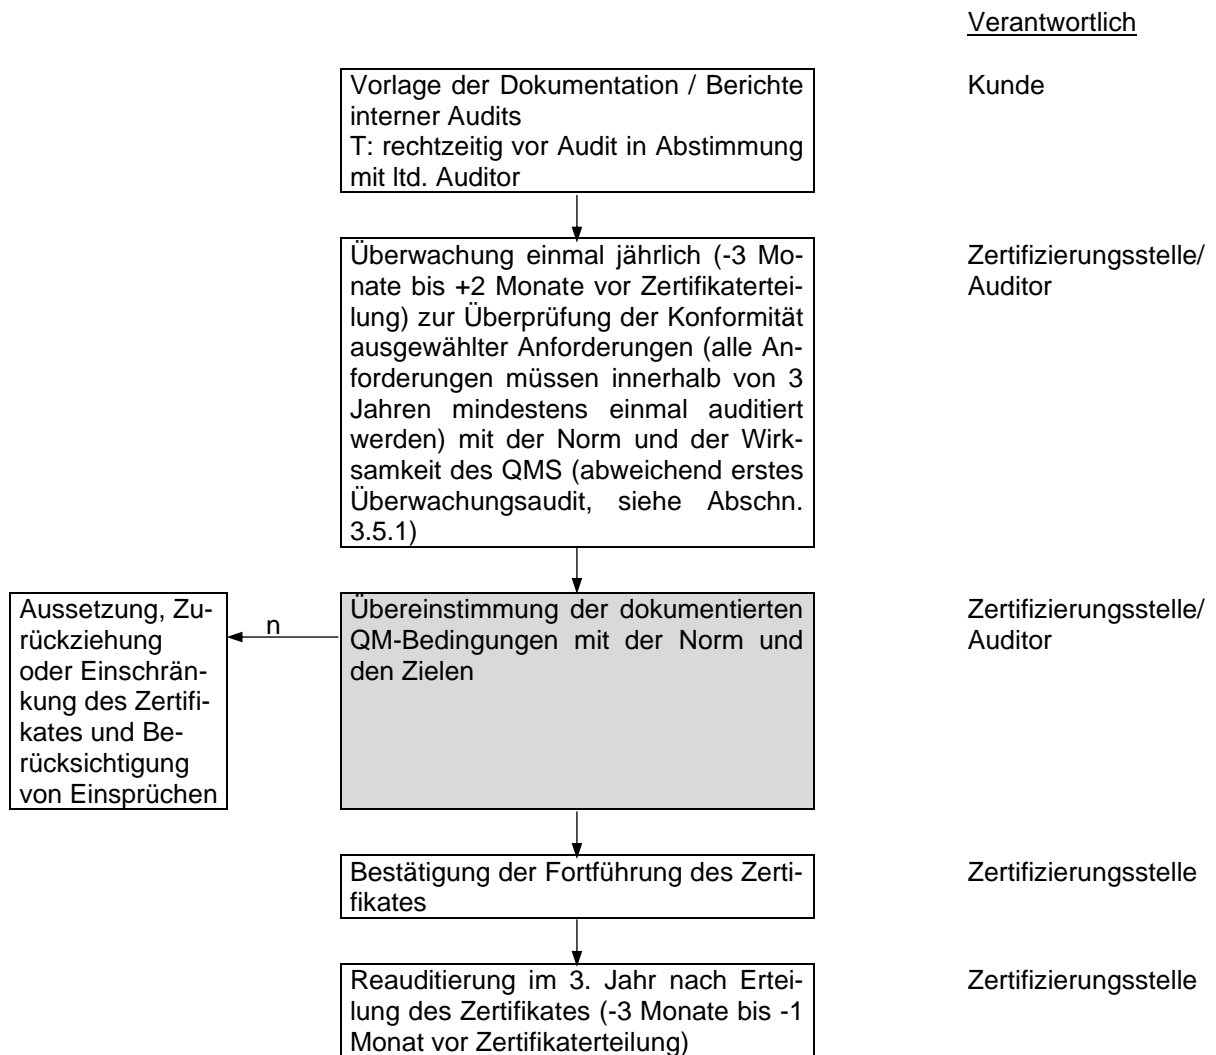 Verantwortlich
Vorlage der Dokumentation / Berichte
interner Audits
T: rechtzeitig vor Audit in Abstimmung
mit ltd. Auditor
Kunde
Überwachung einmal jährlich (-3 Mo-
nate bis +2 Monate vor Zertifikatertei-
lung) zur Überprüfung der Konformität
ausgewählter Anforderungen (alle An-
forderungen müssen innerhalb von 3
Jahren mindestens einmal auditiert
werden) mit der Norm und der Wirk-
samkeit des QMS (abweichend erstes
Überwachungsaudit, siehe Abschn.
3.5.1)
Zertifizierungsstelle/
Auditor
Aussetzung, Zu-
rückziehung
oder Einschrän-
kung des Zertifi-
kates und Be-
rücksichtigung
von Einsprüchen
n
Übereinstimmung der dokumentierten
QM-Bedingungen mit der Norm und
den Zielen
Zertifizierungsstelle/
Auditor
Bestätigung der Fortführung des Zerti-
fikates
Zertifizierungsstelle
Reauditierung im 3. Jahr nach Ertei-
lung des Zertifikates (-3 Monate bis -1
Monat vor Zertifikaterteilung)
Zertifizierungsstelle